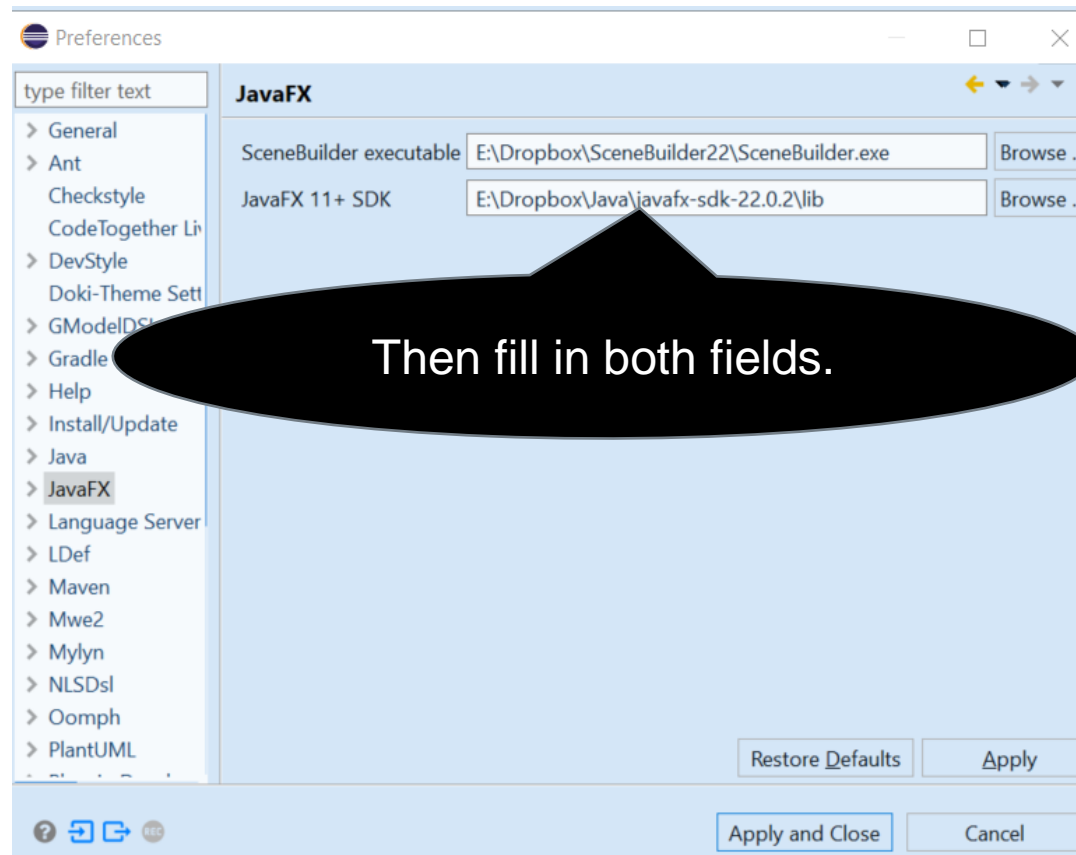 Preferences
type filter text
JavaFX
General
Ant
Checkstyle
CodeTogether Liv
DevStyle
Doki-Theme Sett
Gradle
Help
Install/Update
Java
JavaFX
Language Server
LDef
Maven
Mwe2
Mylyn
NLSDsl
Oomph
PlantUML
SceneBuilder executable E:\Dropbox\SceneBuilder22\SceneBuilder.exe Browse .
JavaFX 11+ SDK E:\Dropbox\Java\javafx-sdk-22.0.2\lib Browse .
Then fill in both fields.
Restore Defaults Apply
REC
Apply and Close Cancel